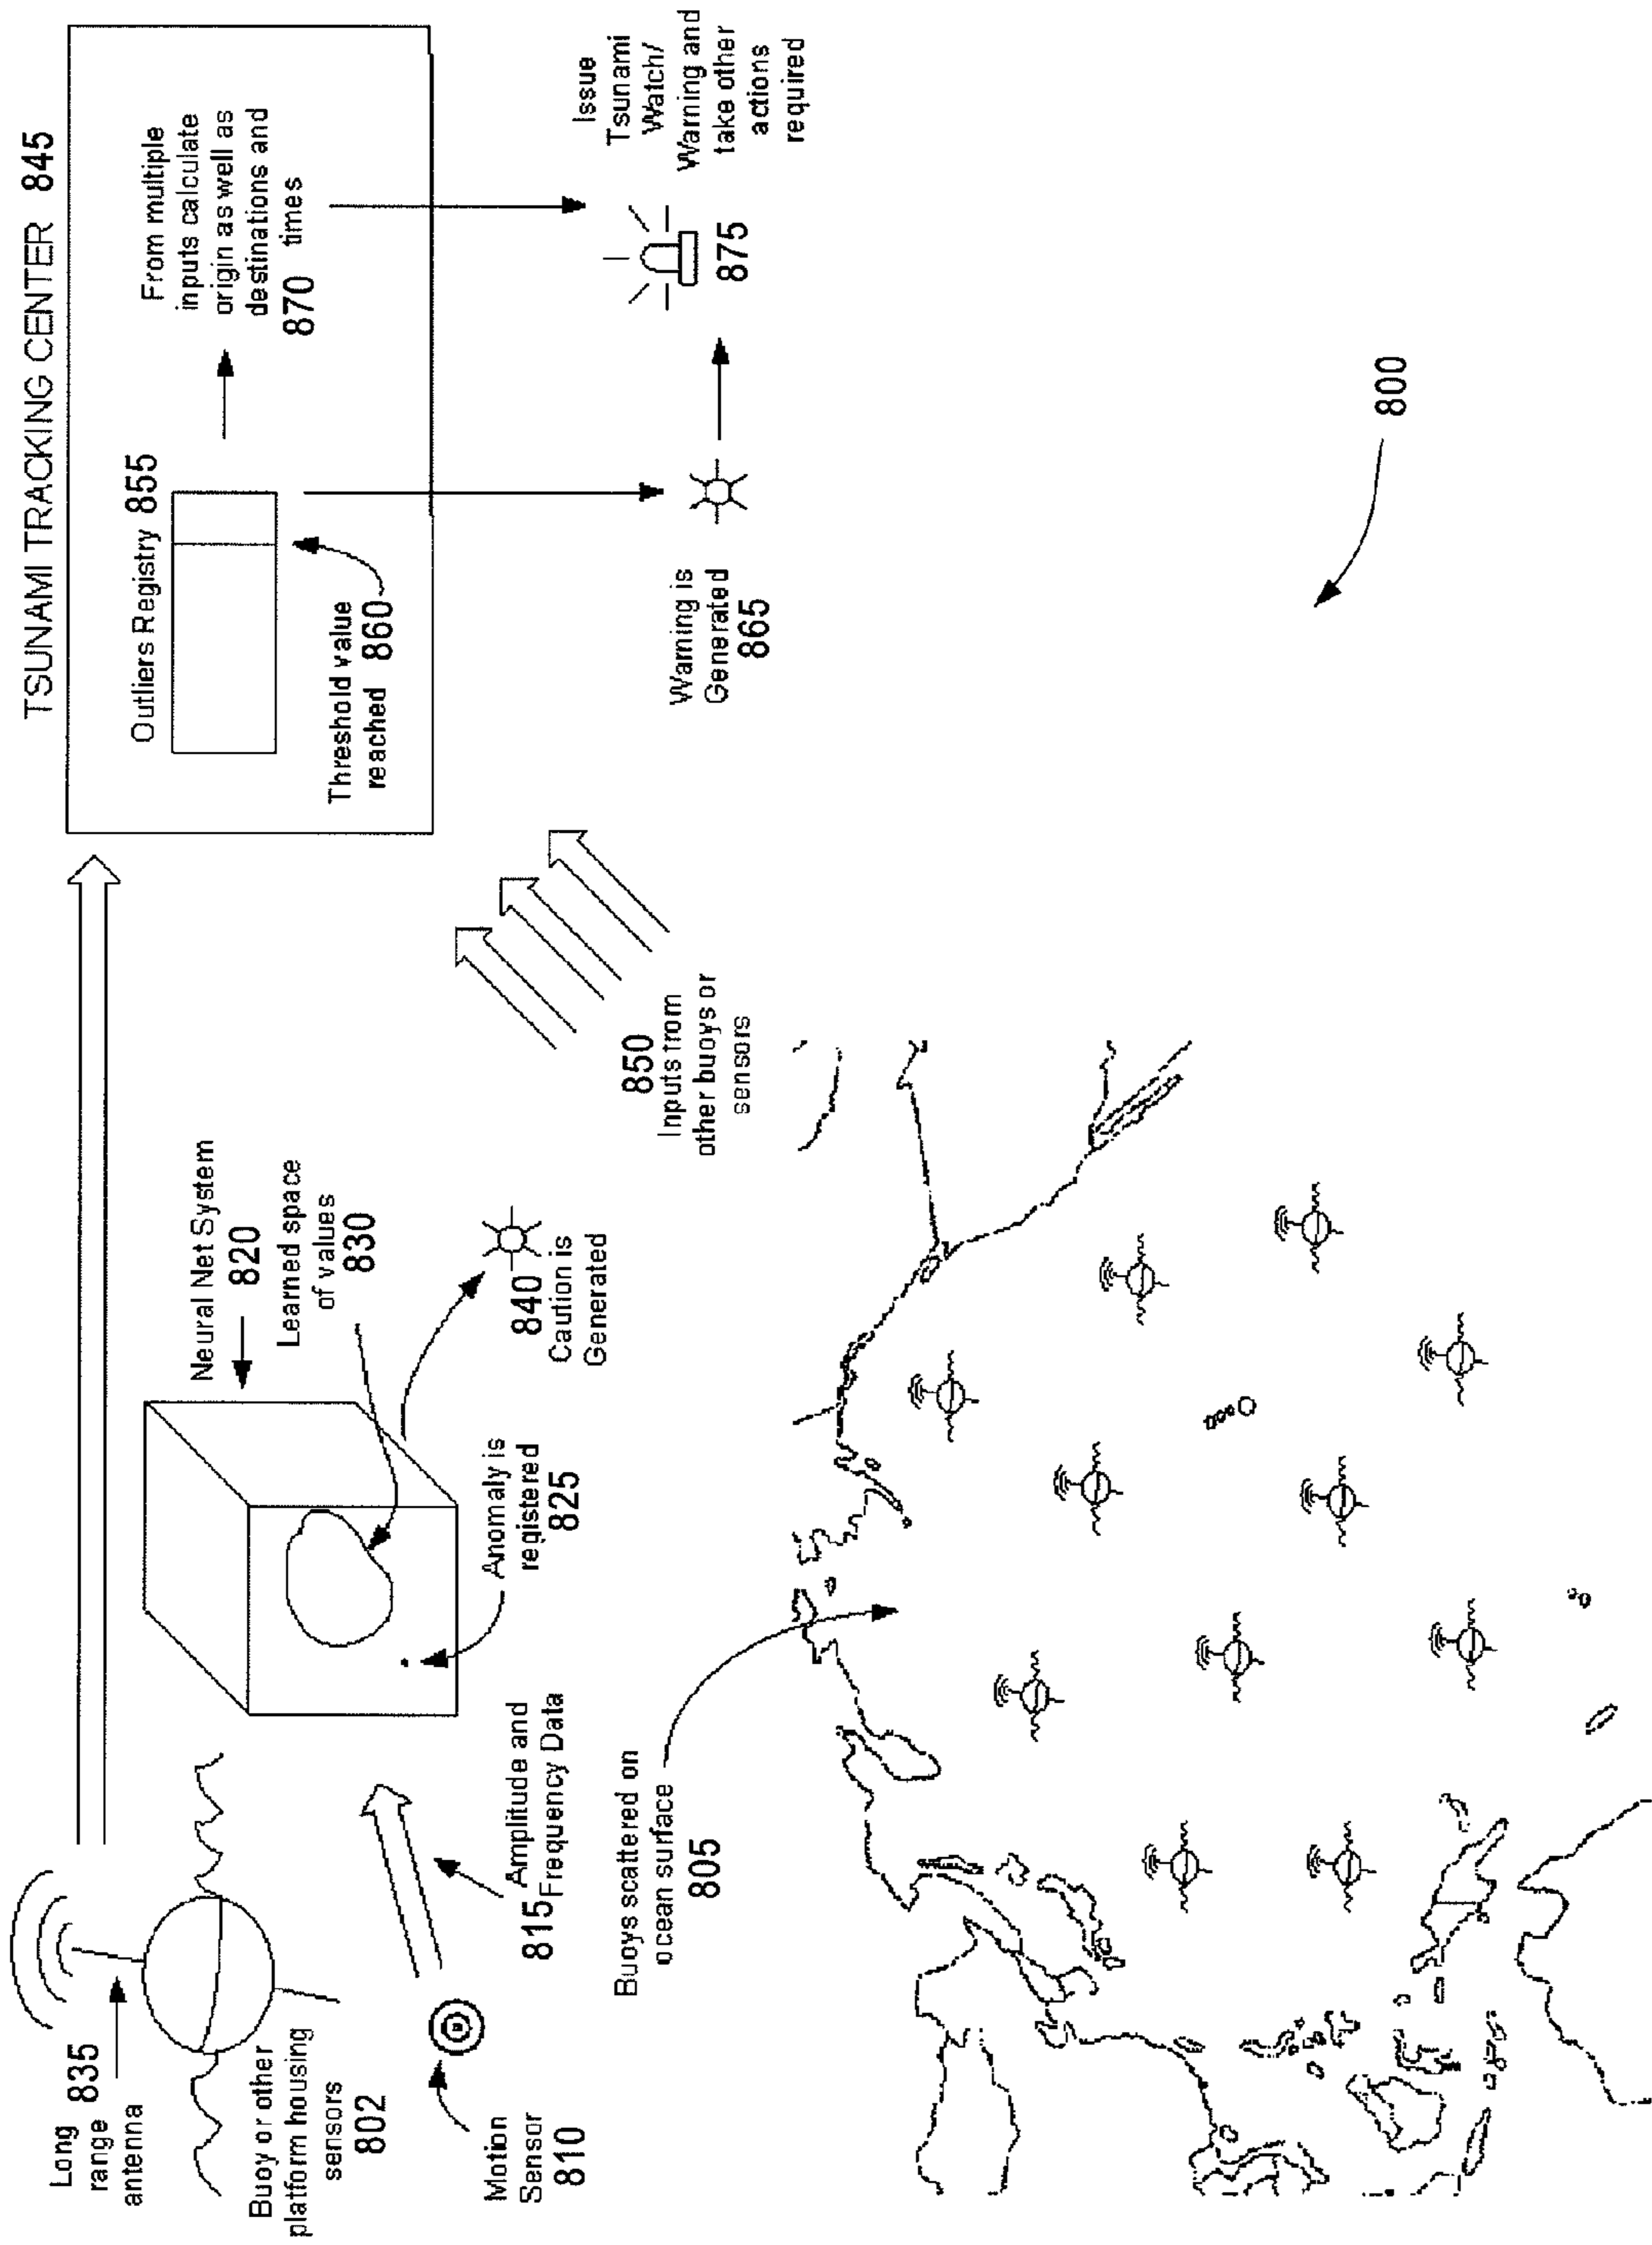 TSUNAMI TRACKING CENTER 845
Long
range 835
antenna
Buoy or other
platform housing
sensors
802
Motion
Sensor
810
815 Amplitude and
Frequency Data
Neural Net System
820
Learned space
of values
830
Anomaly is
registered
825
840
Caution is
Generated
850
Inputs from
other buoys or
sensors
Outliers Registry 855
Threshold value
reached 860
From multiple
inputs calculate
origin as well as
destinations and
870 times
Warning is
Generated
865
875
Issue
Tsunami
Watch/
Warning and
take other
actions
required
Buoys scattered on
ocean surface
805
800